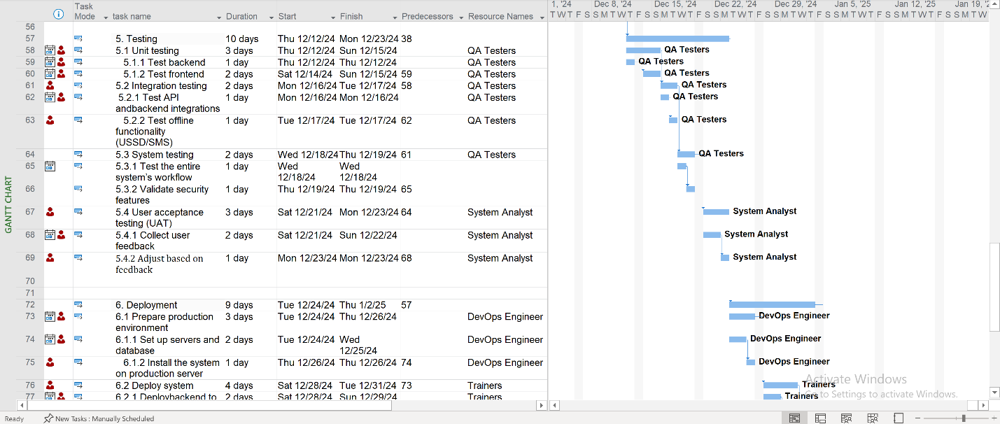 Task
Mode task name Duration Start Finish Predecessors Resource Names
1, '24 Dec 8, '24 Dec 15, '24 Dec 22, '24 Dec 29, '24 Jan 5, '25 Jan 12, '25 Jan 19, '2
T W T F S S M T W T F S S M T W T F S S M T W T F S S M T W T F S S M T W T F S S M T W T F S S M T W
56
57 5. Testing 10 days Thu 12/12/24 Mon 12/23/24 38
58 5.1 Unit testing 3 days Thu 12/12/24 Sun 12/15/24 QA Testers QA Testers
59 5.1.1 Test backend 1 day Thu 12/12/24 Thu 12/12/24 QA Testers QA Testers
60 5.1.2 Test frontend 2 days Sat 12/14/24 Sun 12/15/24 59 QA Testers QA Testers
61 5.2 Integration testing 2 days Mon 12/16/24 Tue 12/17/24 58 QA Testers QA Testers
62 5.2.1 Test API 1 day Mon 12/16/24 Mon 12/16/24 QA Testers QA Testers
andbackend integrations
63 5.2.2 Test offline 1 day Tue 12/17/24 Tue 12/17/24 62 QA Testers QA Testers
functionality
(USSD/SMS)
64 5.3 System testing 2 days Wed 12/18/24 Thu 12/19/24 61 QA Testers QA Testers
65 5.3.1 Test the entire 1 day Wed Wed
system's workflow 12/18/24 12/18/24
66 5.3.2 Validate security 1 day Thu 12/19/24 Thu 12/19/24 65
features
67 5.4 User acceptance 3 days Sat 12/21/24 Mon 12/23/24 64 System Analyst System Analyst
testing (UAT)
68 5.4.1 Collect user 2 days Sat 12/21/24 Sun 12/22/24 System Analyst System Analyst
feedback
69 5.4.2 Adjust based on 1 day Mon 12/23/24 Mon 12/23/24 68 System Analyst System Analyst
feedback
70
71
72 6. Deployment 9 days Tue 12/24/24 Thu 1/2/25 57
73 6.1 Prepare production 3 days Tue 12/24/24 Thu 12/26/24 DevOps Engineer DevOps Engineer
environment
74 6.1.1 Set up servers and 2 days Tue 12/24/24 Wed DevOps Engineer DevOps Engineer
database 12/25/24
75 6.1.2 Install the system 1 day Thu 12/26/24 Thu 12/26/24 74 DevOps Engineer DevOps Engineer
on production server
76 6.2 Deploy system 4 days Sat 12/28/24 Tue 12/31/24 73 Trainers Trainers
77 6.2.1 Deploybackend to 2 days Sat 12/28/24 Sun 12/29/24 Trainers Trainers
GANTT CHART
Activate Windows
Go to Settings to activate Windows.
Ready New Tasks : Manually Scheduled